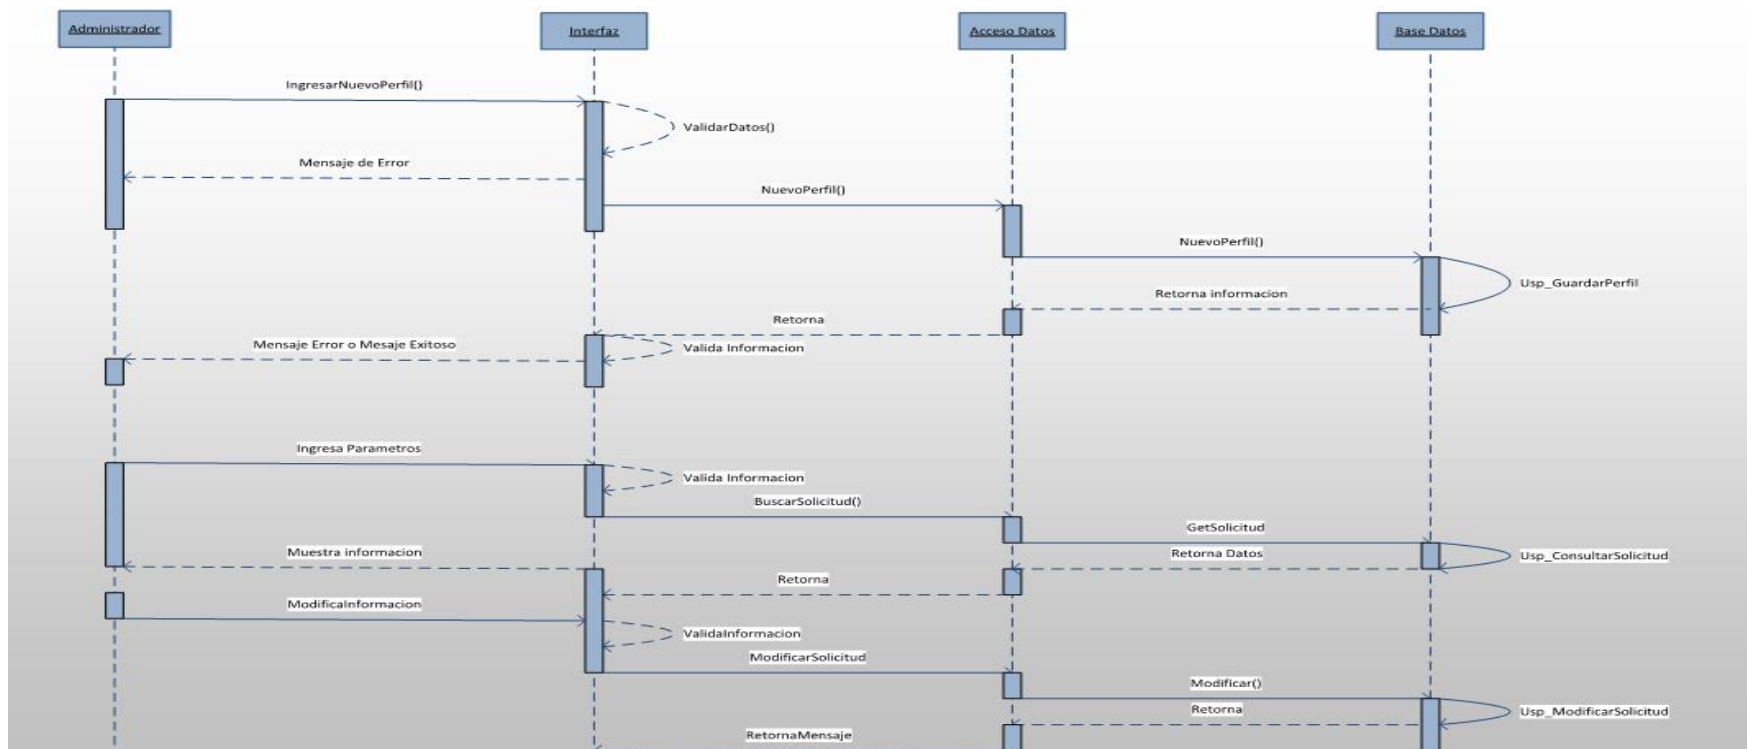 Administrador
Interfaz
Acceso Datos
Base Datos
IngresarNuevoPerfil()
ValidarDatos()
Mensaje de Error
NuevoPerfil()
NuevoPerfil()
Usp_GuardarPerfil
Retorna informacion
Retorna
Valida Informacion
Mensaje Error o Mesaje Exitoso
Ingresa Parametros
Valida Informacion
BuscarSolicitud()
GetSolicitud
Muestra informacion
Retorna Datos
Usp_ConsultarSolicitud
Retorna
ModificaInformacion
ValidaInformacion
ModificarSolicitud
Modificar()
Retorna
Usp_ModificarSolicitud
RetornaMensaje